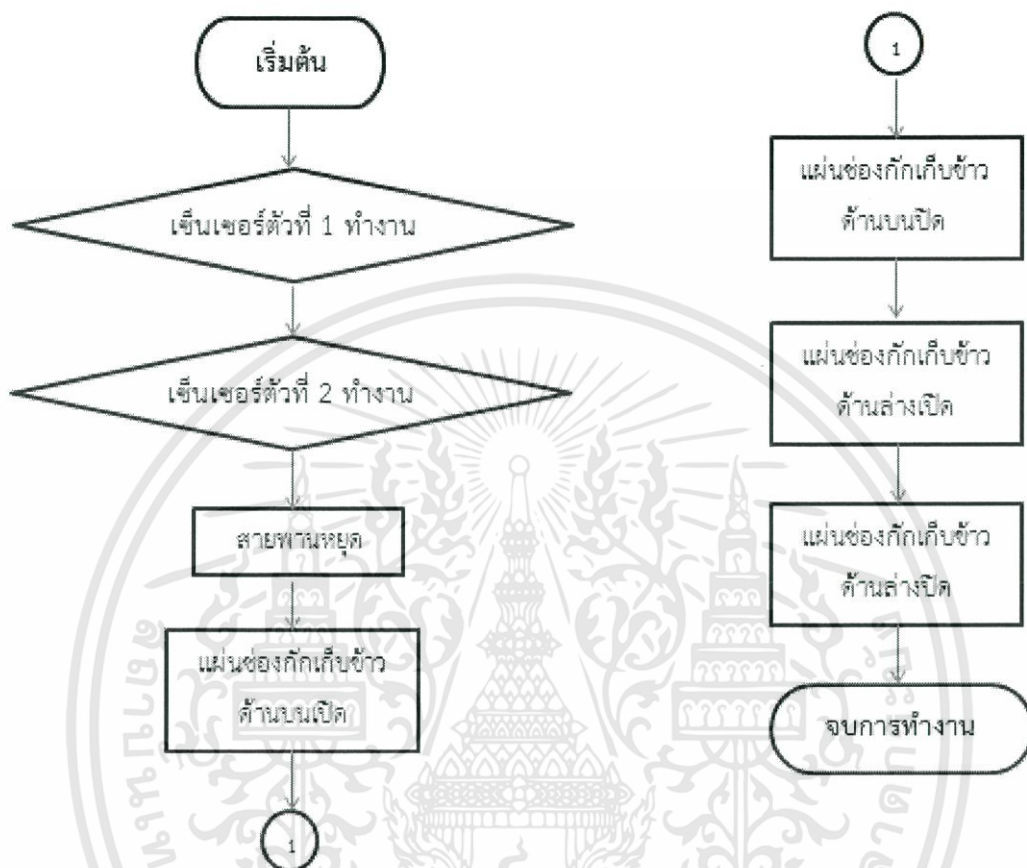 เริ่มต้น
เซ็นเซอร์ตัวที่ 1 ทำงาน
เซ็นเซอร์ตัวที่ 2 ทำงาน
สายพานหยุด
แผ่นช่องกักเก็บข้าว
ด้านบนเปิด
1
1
แผ่นช่องกักเก็บข้าว
ด้านบนปิด
แผ่นช่องกักเก็บข้าว
ด้านล่างเปิด
แผ่นช่องกักเก็บข้าว
ด้านล่างปิด
จบการทำงาน